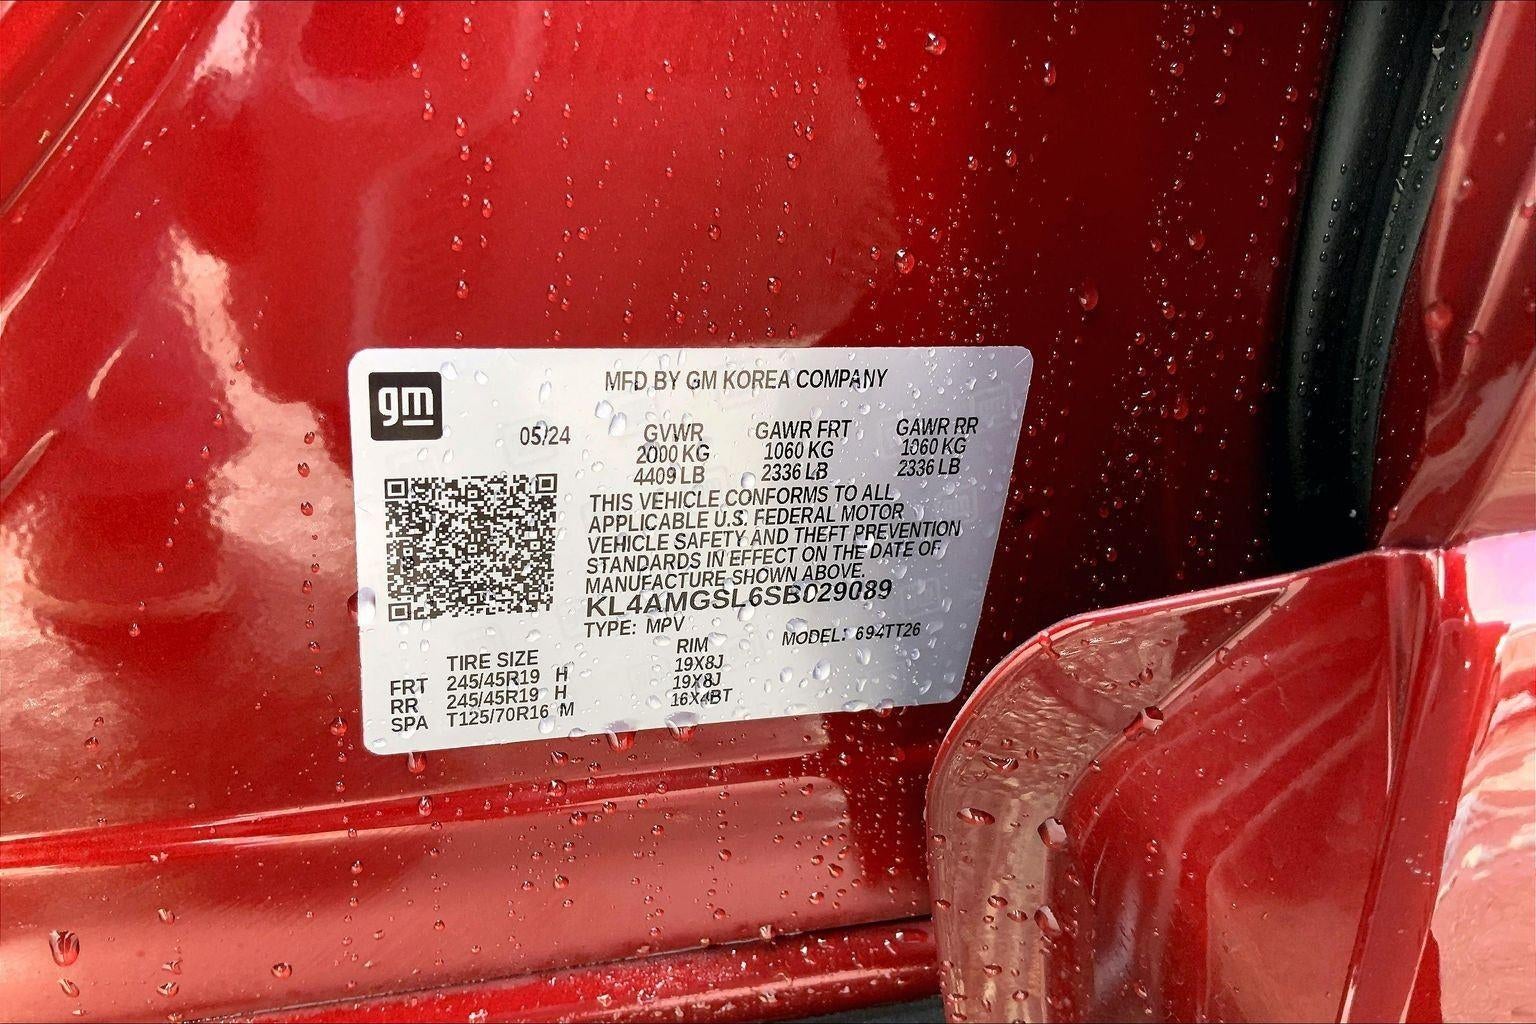 gm
MFD BY GM KOREA COMPANY
05/24 GVWR GAWR FRT GAWR RR
2000 KG 1060 KG 1060 KG
4409 LB 2336 LB 2336 LB
THIS VEHICLE CONFORMS TO ALL
APPLICABLE U.S. FEDERAL MOTOR
VEHICLE SAFETY AND THEFT PREVENTION
STANDARDS IN EFFECT ON THE DATE OF
MANUFACTURE SHOWN ABOVE.
KL4AMGSL6SB029089
TYPE: MPV MODEL: 694TT26
TIRE SIZE RIM
FRT 245/45R19 H 19X8J
RR 245/45R19 H 19X8J
SPA T125/70R16 M 16X4BT